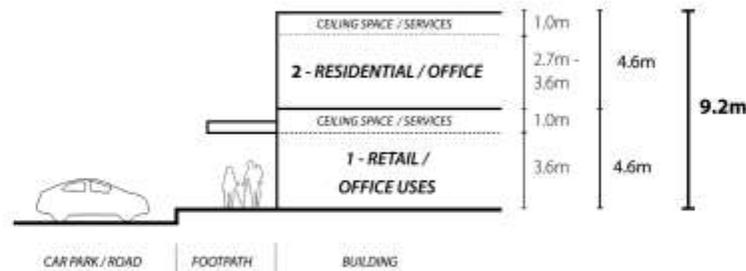 CEILING SPACE / SERVICES
1.0m
2 - RESIDENTIAL / OFFICE
2.7m -
3.6m
4.6m
9.2m
CEILING SPACE / SERVICES
1.0m
1 - RETAIL /
OFFICE USES
3.6m
4.6m
CAR PARK / ROAD
FOOTPATH
BUILDING